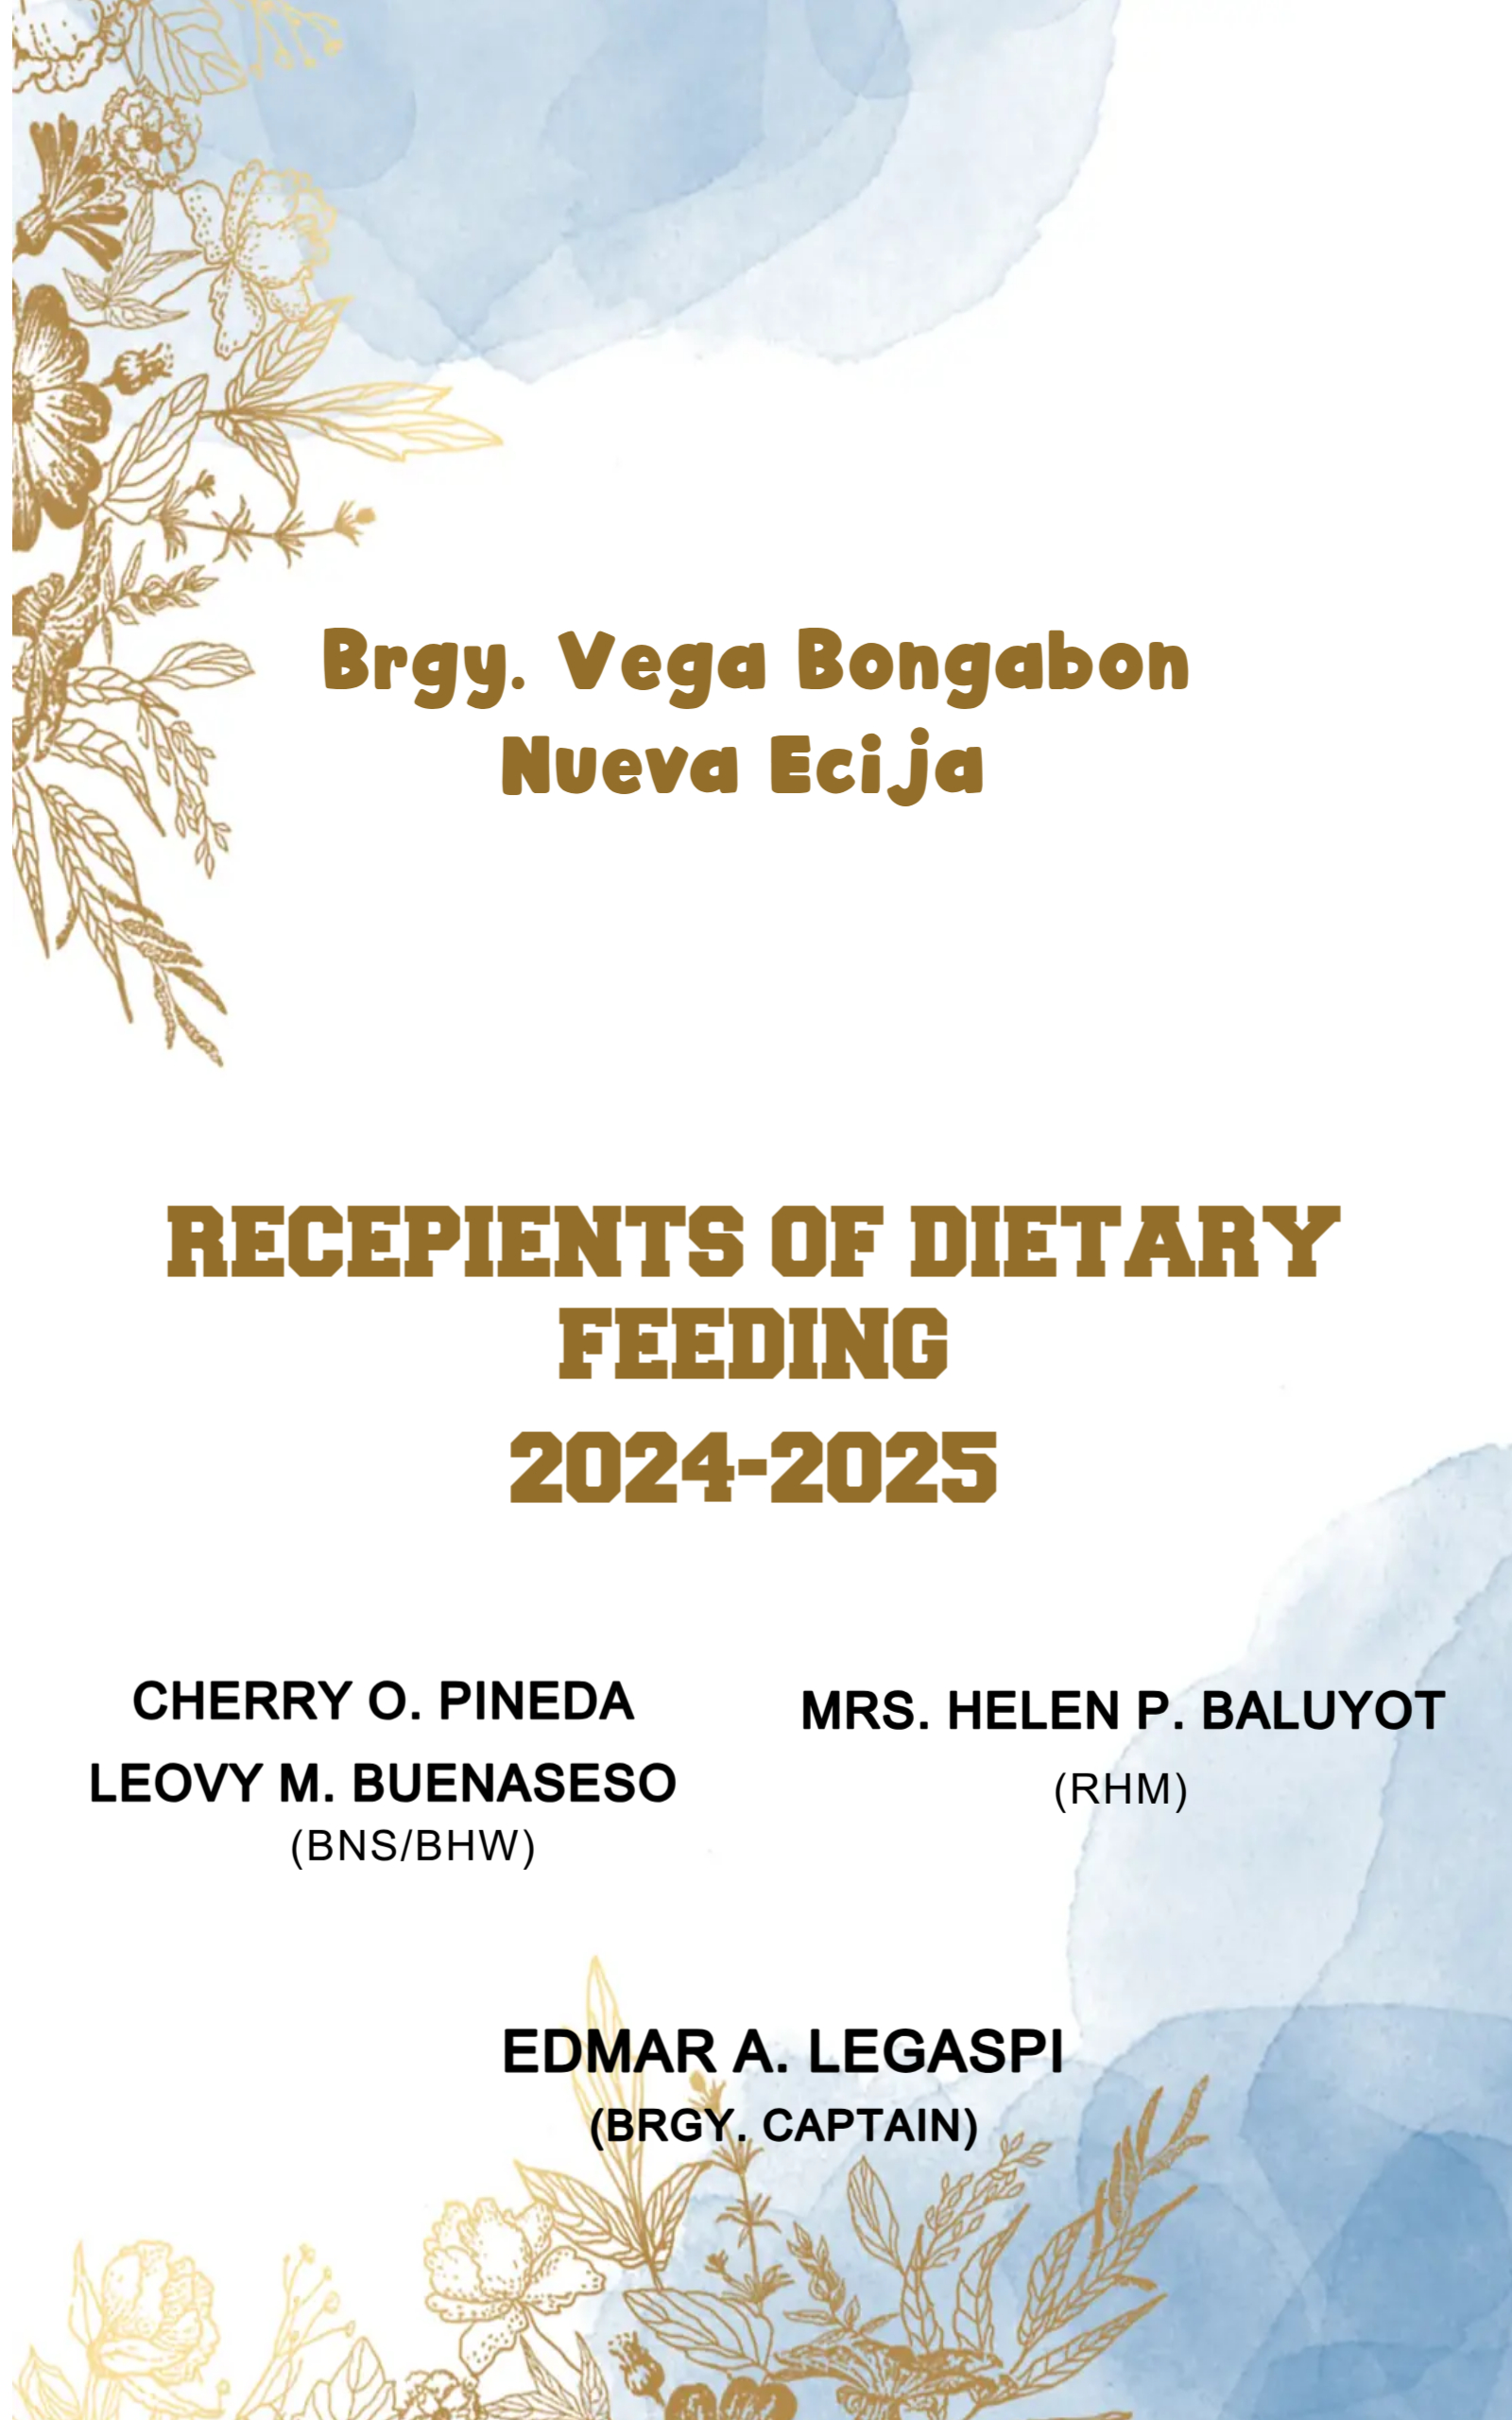 Brgy. Vega Bongabon
Nueva Ecija
RECEPIENTS OF DIETARY
FEEDING
2024-2025
CHERRY O. PINEDA
LEOVY M. BUENASESO
(BNS/BHW)
MRS. HELEN P. BALUYOT
(RHM)
EDMAR A. LEGASPI
(BRGY. CAPTAIN)